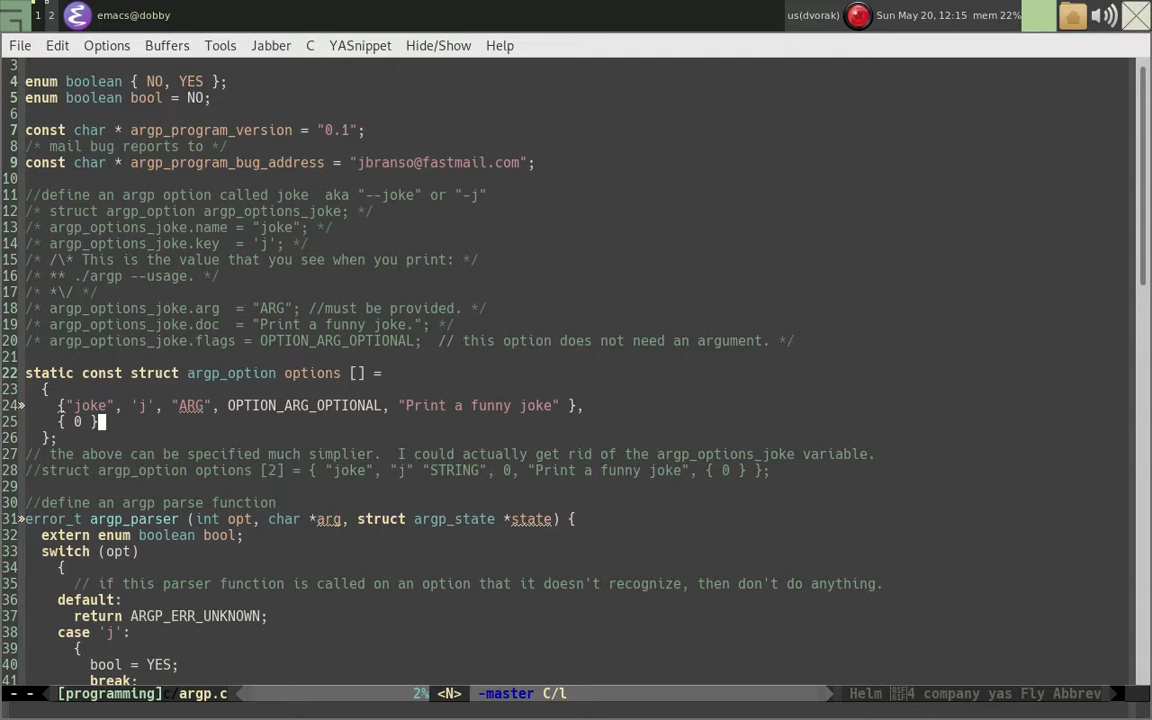 1
2
emacs@dobby
us(dvorak)
Sun May 20, 12:15 mem 22%
File Edit Options Buffers Tools Jabber C YASnippet Hide/Show Help
3
4 enum boolean { NO, YES };
5 enum boolean bool = NO;
6
7 const char * argp_program_version = "0.1";
8 /* mail bug reports to */
9 const char * argp_program_bug_address = "jbranso@fastmail.com";
10
11 //define an argp option called joke  aka "--joke" or "-j"
12 /* struct argp_option argp_options_joke; */
13 /* argp_options_joke.name = "joke"; */
14 /* argp_options_joke.key  = 'j'; */
15 /* /\* This is the value that you see when you print: */
16 /* ** ./argp --usage. */
17 /* *\/ */
18 /* argp_options_joke.arg  = "ARG"; //must be provided. */
19 /* argp_options_joke.doc  = "Print a funny joke."; */
20 /* argp_options_joke.flags = OPTION_ARG_OPTIONAL;  // this option does not need an argument. */
21
22 static const struct argp_option options [] =
23   {
24 »    {"joke", 'j', "ARG", OPTION_ARG_OPTIONAL, "Print a funny joke" },
25     { 0 }
26   };
27 // the above can be specified much simplier.  I could actually get rid of the argp_options_joke variable.
28 //struct argp_option options [2] = { "joke", "j" "STRING", 0, "Print a funny joke", { 0 } };
29
30 //define an argp parse function
31»error_t argp_parser (int opt, char *arg, struct argp_state *state) {
32   extern enum boolean bool;
33   switch (opt)
34     {
35       // if this parser function is called on an option that it doesn't recognize, then don't do anything.
36     default:
37       return ARGP_ERR_UNKNOWN;
38     case 'j':
39       {
40         bool = YES;
41         break;
- - [programming]c/argp.c 2% <N> -master C/l Helm 4 company yas Fly Abbrev